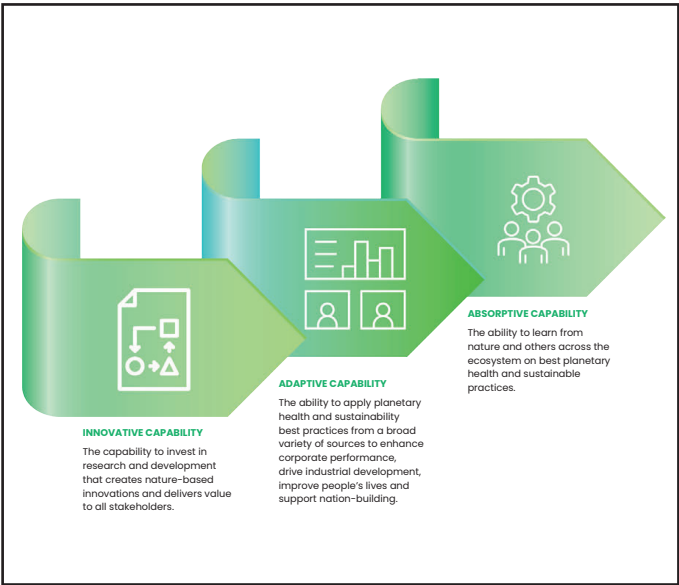 INNOVATIVE CAPABILITY
The capability to invest in
research and development
that creates nature-based
innovations and delivers value
to all stakeholders.
ADAPTIVE CAPABILITY
The ability to apply planetary
health and sustainability
best practices from a broad
variety of sources to enhance
corporate performance,
drive industrial development,
improve people's lives and
support nation-building.
ABSORPTIVE CAPABILITY
The ability to learn from
nature and others across the
ecosystem on best planetary
health and sustainable
practices.